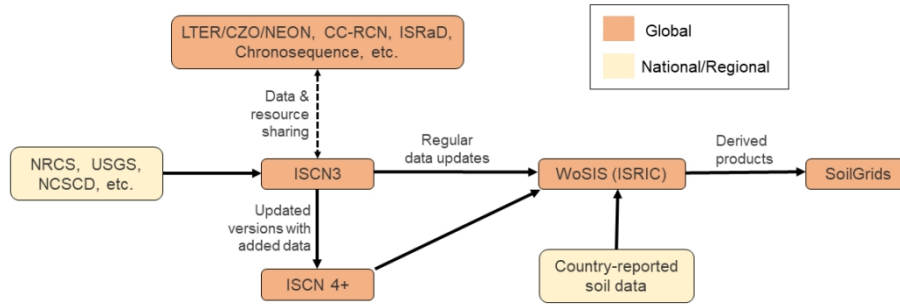 LTER/CZO/NEON, CC-RCN, ISRaD,
Chronosequence, etc.
Global
National/Regional
Data &
resource
sharing
Regular
data updates
Derived
products
NRCS, USGS,
NCSCD, etc.
ISCN3
WoSIS (ISRIC)
SoilGrids
Updated
versions with
added data
Country-reported
soil data
ISCN 4+